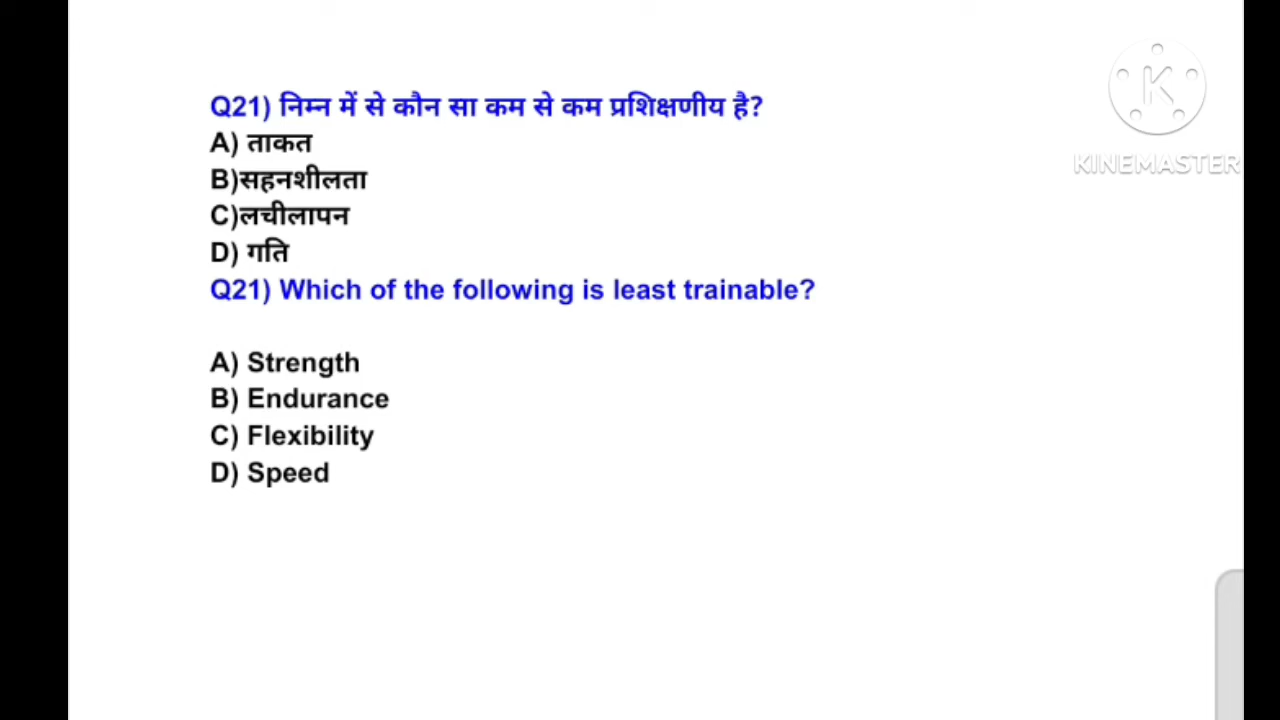 Q21) निम्न में से कौन सा कम से कम प्रशिक्षणीय है?
A) ताकत
B)सहनशीलता
C)लचीलापन
D) गति
Q21) Which of the following is least trainable?
A) Strength
B) Endurance
C) Flexibility
D) Speed
K
KINEMASTER